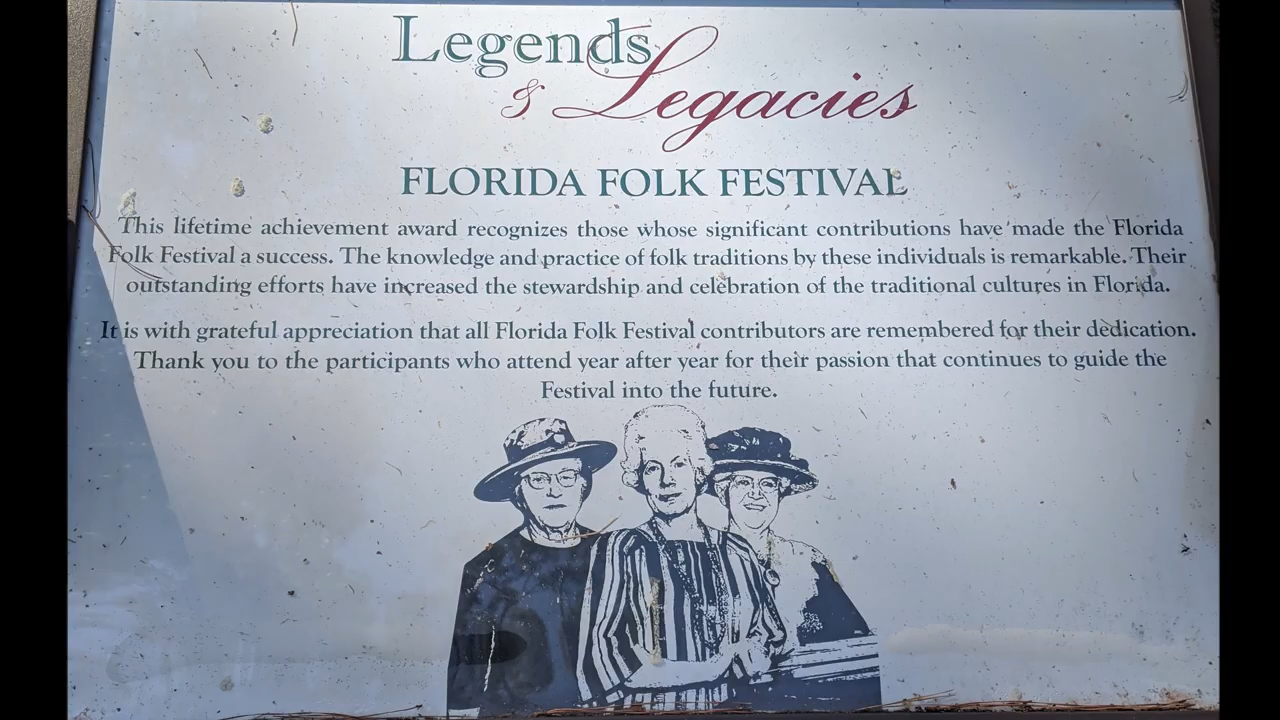 Legends
& Legacies
FLORIDA FOLK FESTIVAL
This lifetime achievement award recognizes those whose significant contributions have made the Florida
Folk Festival a success. The knowledge and practice of folk traditions by these individuals is remarkable. Their
outstanding efforts have increased the stewardship and celebration of the traditional cultures in Florida.
It is with grateful appreciation that all Florida Folk Festival contributors are remembered for their dedication.
Thank you to the participants who attend year after year for their passion that continues to guide the
Festival into the future.